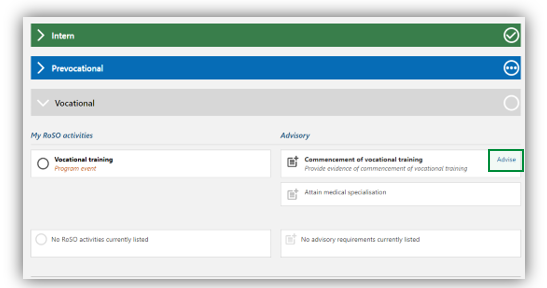 Intern
Prevocational
Vocational
My RoSO activities
Advisory
Vocational training
Program event
Commencement of vocational training
Provide evidence of commencement of vocational training
Advise
Attain medical specialisation
No RoSO activities currently listed
No advisory requirements currently listed